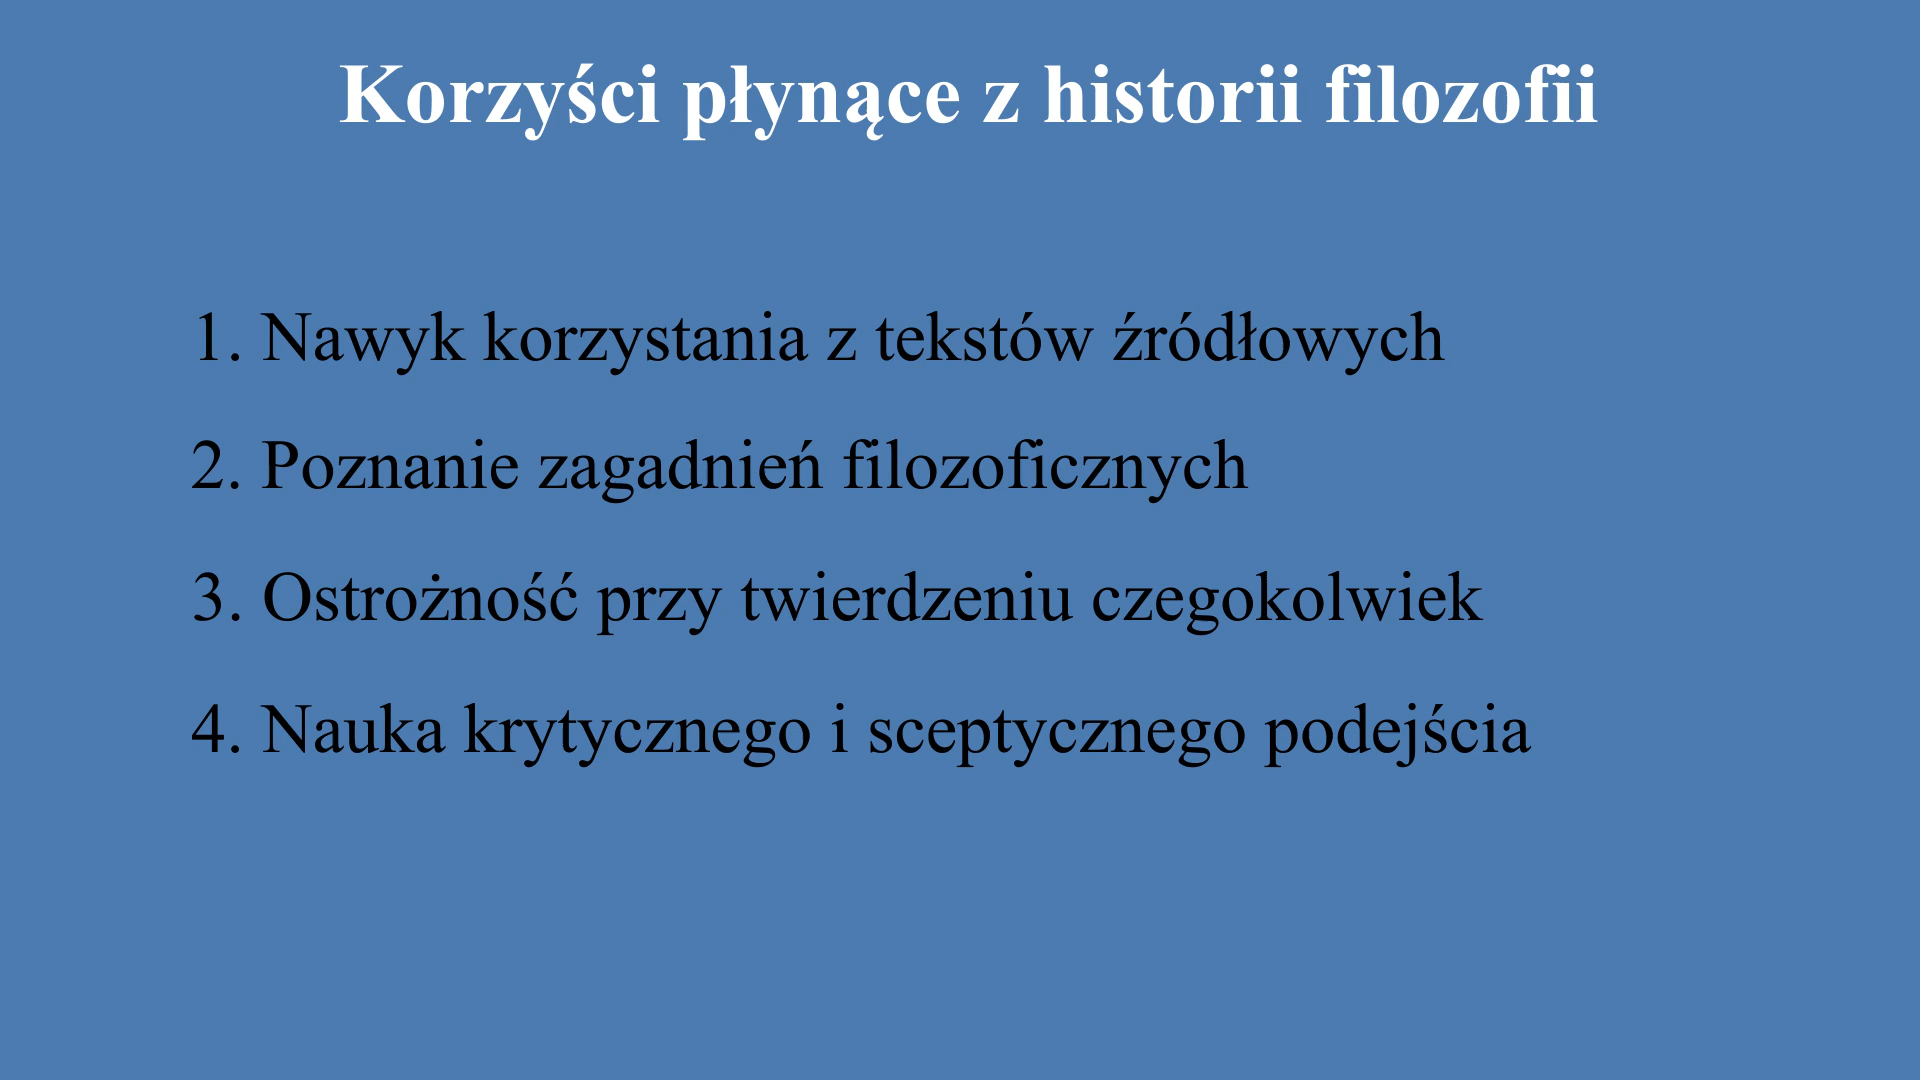 Korzyści płynące z historii filozofii
1. Nawyk korzystania z tekstów źródłowych
2. Poznanie zagadnień filozoficznych
3. Ostrożność przy twierdzeniu czegokolwiek
4. Nauka krytycznego i sceptycznego podejścia